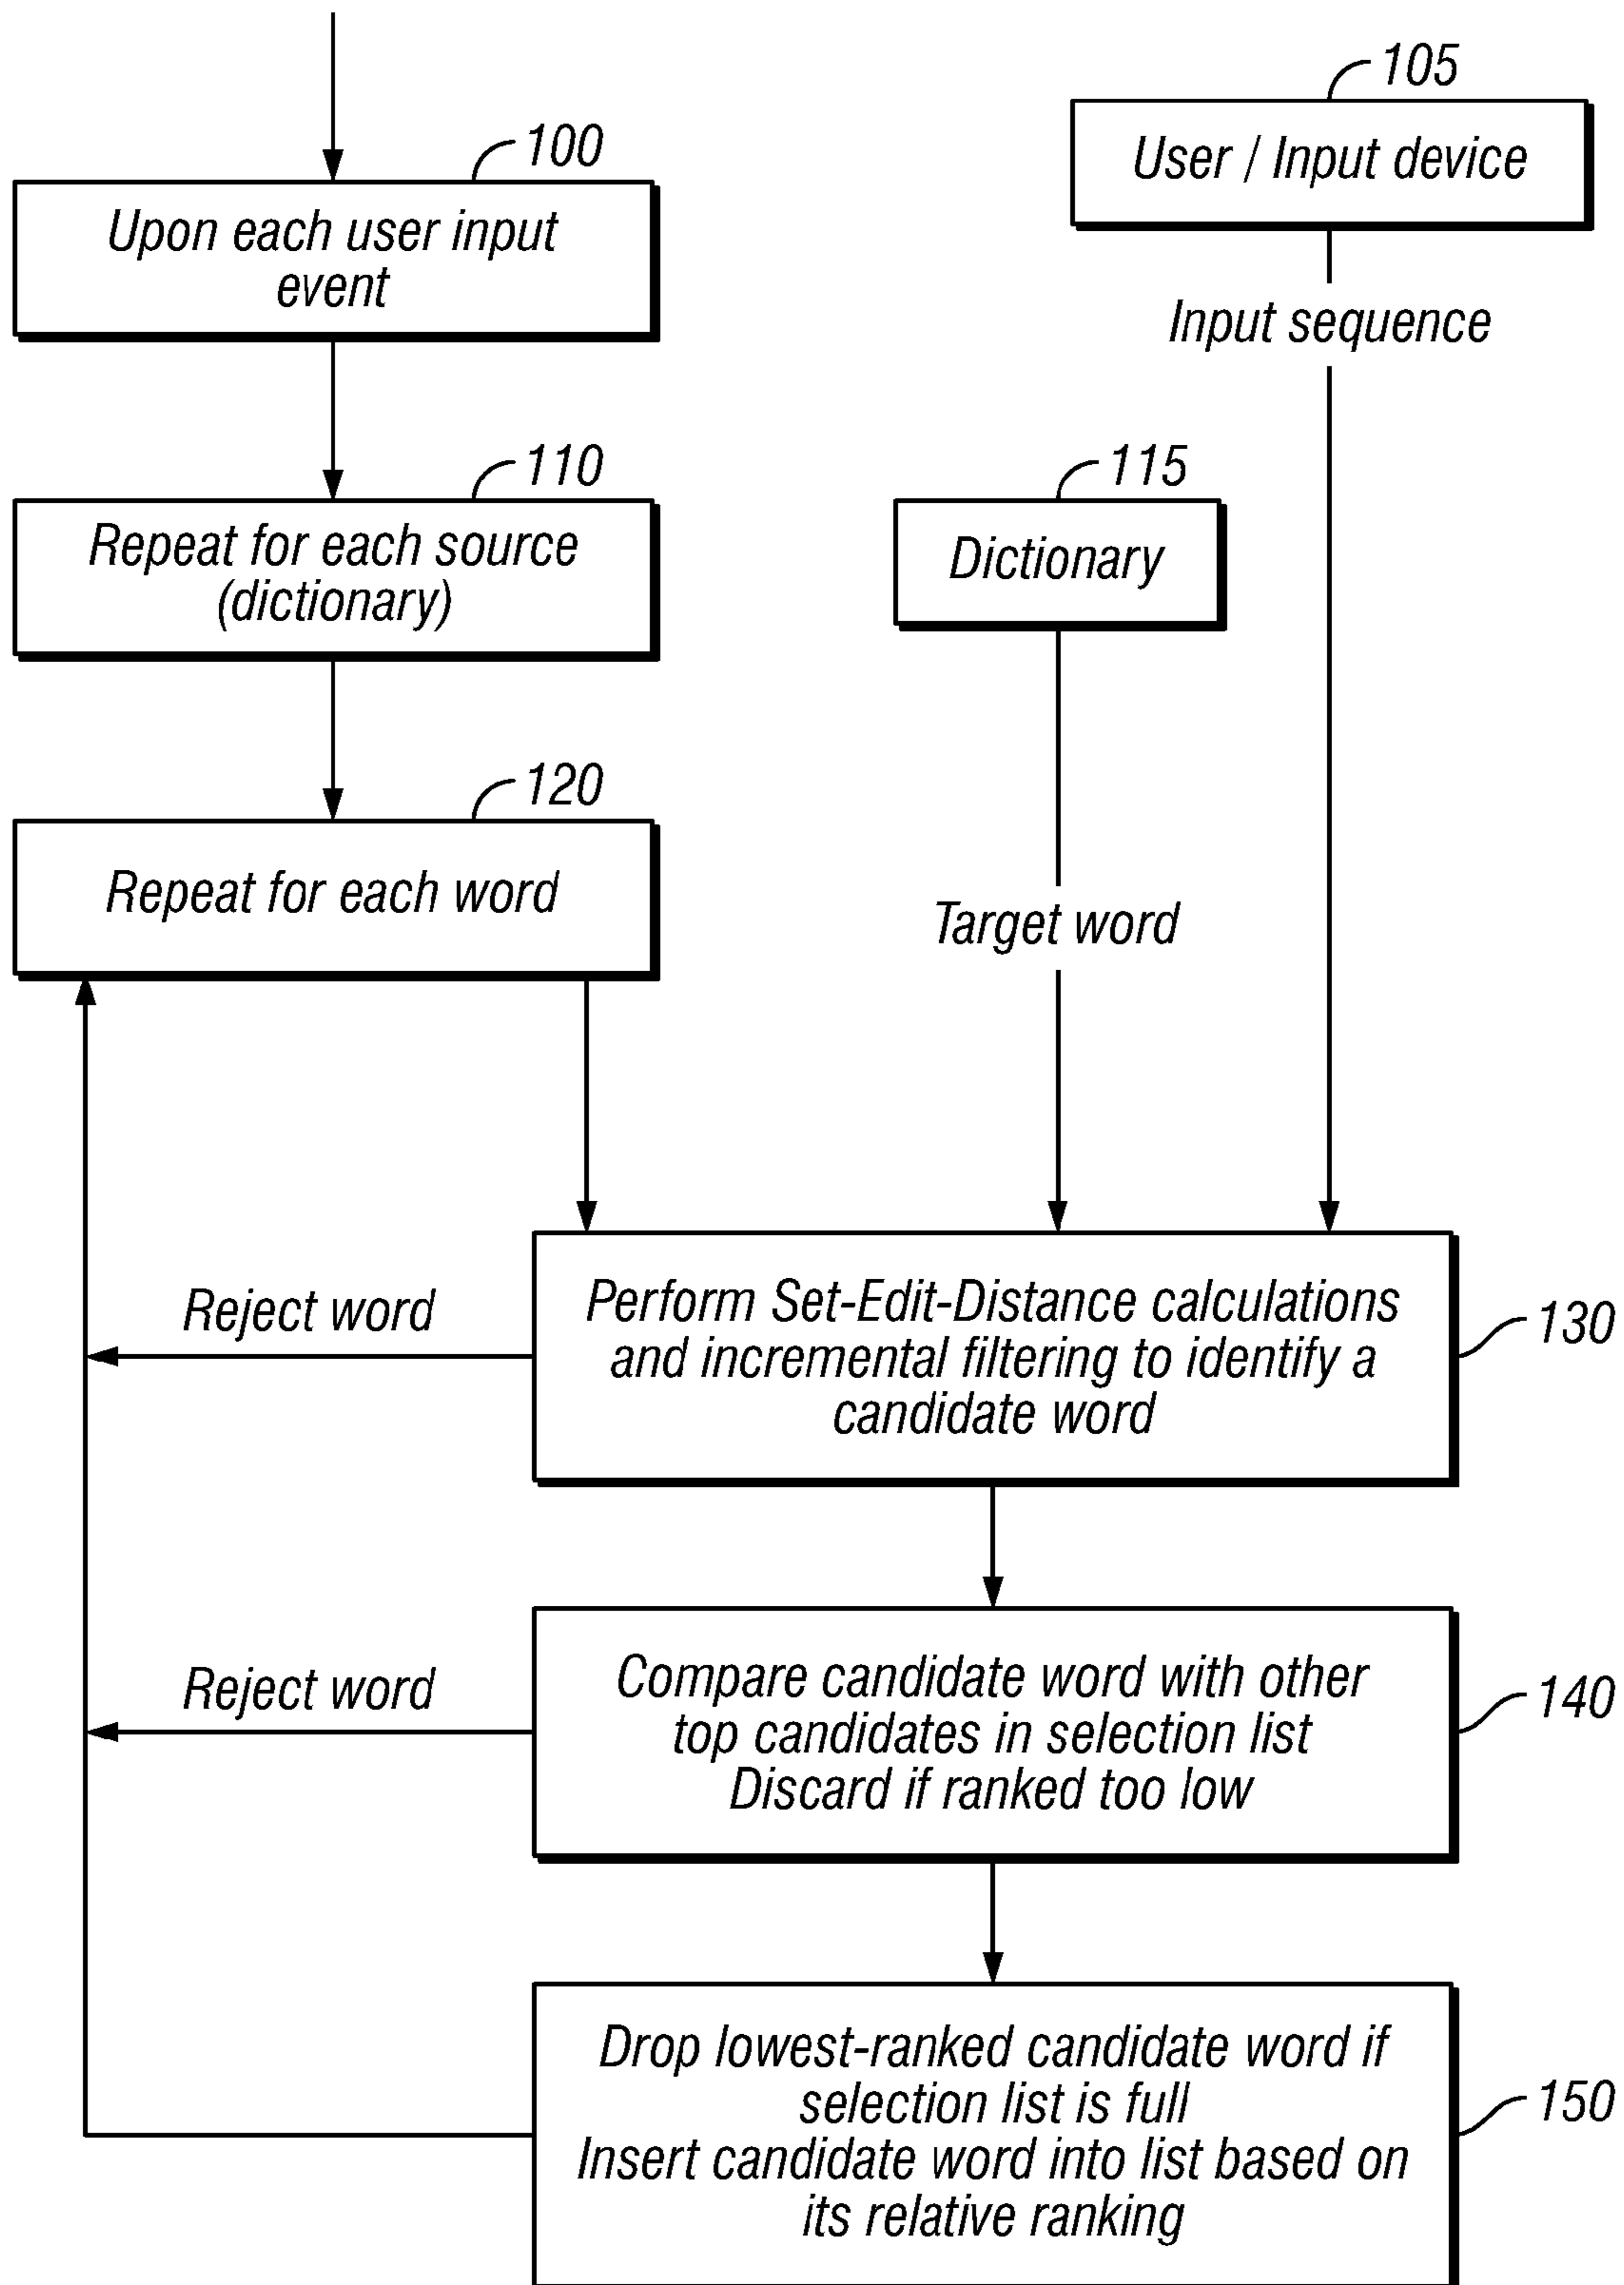 105
User / Input device
100
Upon each user input
event
Input sequence
110
Repeat for each source
(dictionary)
115
Dictionary
120
Repeat for each word
Target word
Reject word
Perform Set-Edit-Distance calculations
and incremental filtering to identify a
candidate word
130
Reject word
Compare candidate word with other
top candidates in selection list
Discard if ranked too low
140
Drop lowest-ranked candidate word if
selection list is full
Insert candidate word into list based on
its relative ranking
150